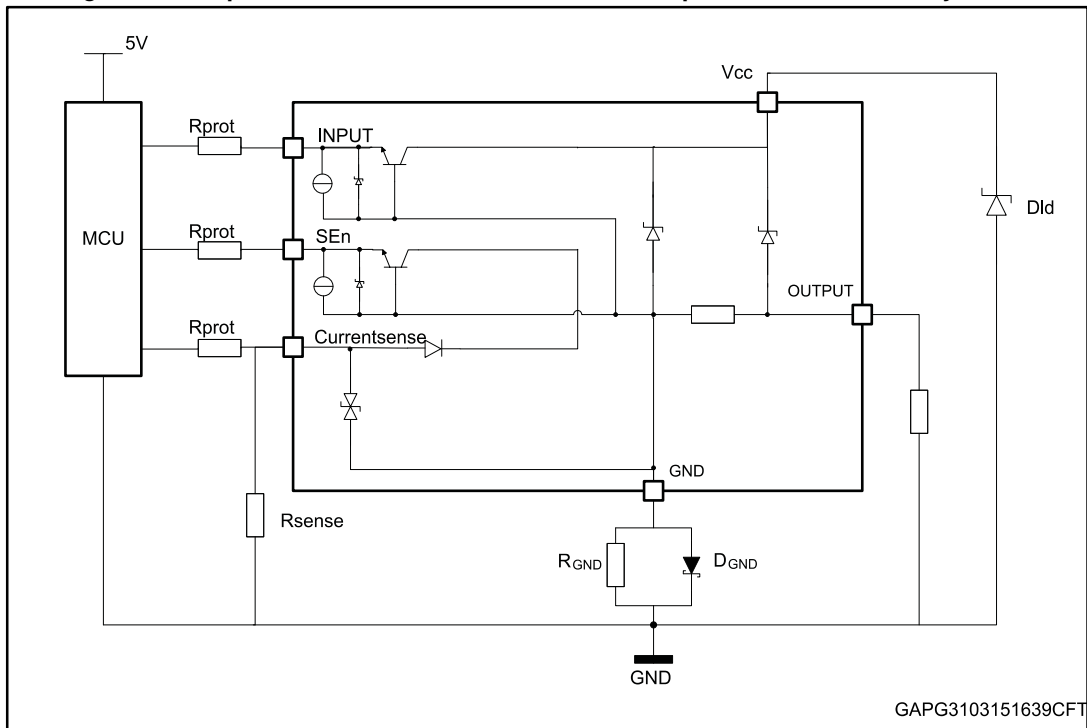 5V
Vcc
Rprot
INPUT
Dld
MCU
Rprot
SEn
OUTPUT
Rprot
Currentsense
GND
Rsense
RGND
DGND
GND
GAPG3103151639CFT